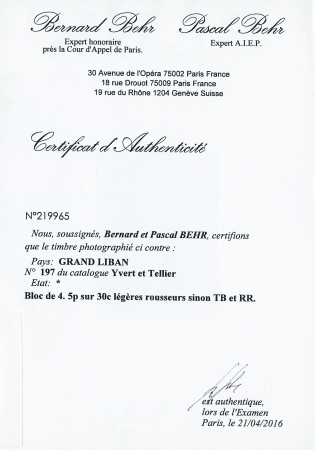 Bernard Behr Pascal Behr
Expert honoraire Expert A.I.E.P.
près la Cour d'Appel de Paris.
30 Avenue de l'Opéra 75002 Paris France
18 rue Drouot 75009 Paris France
19 rue du Rhône 1204 Genève Suisse
Certificat d'Authenticité
N°219965
Nous, soussignés, Bernard et Pascal BEHR, certifions
que le timbre photographié ci contre :
Pays: GRAND LIBAN
N° 197 du catalogue Yvert et Tellier
Etat: *
Bloc de 4. 5p sur 30c légères rousseurs sinon TB et RR.
est authentique,
lors de l'Examen
Paris, le 21/04/2016